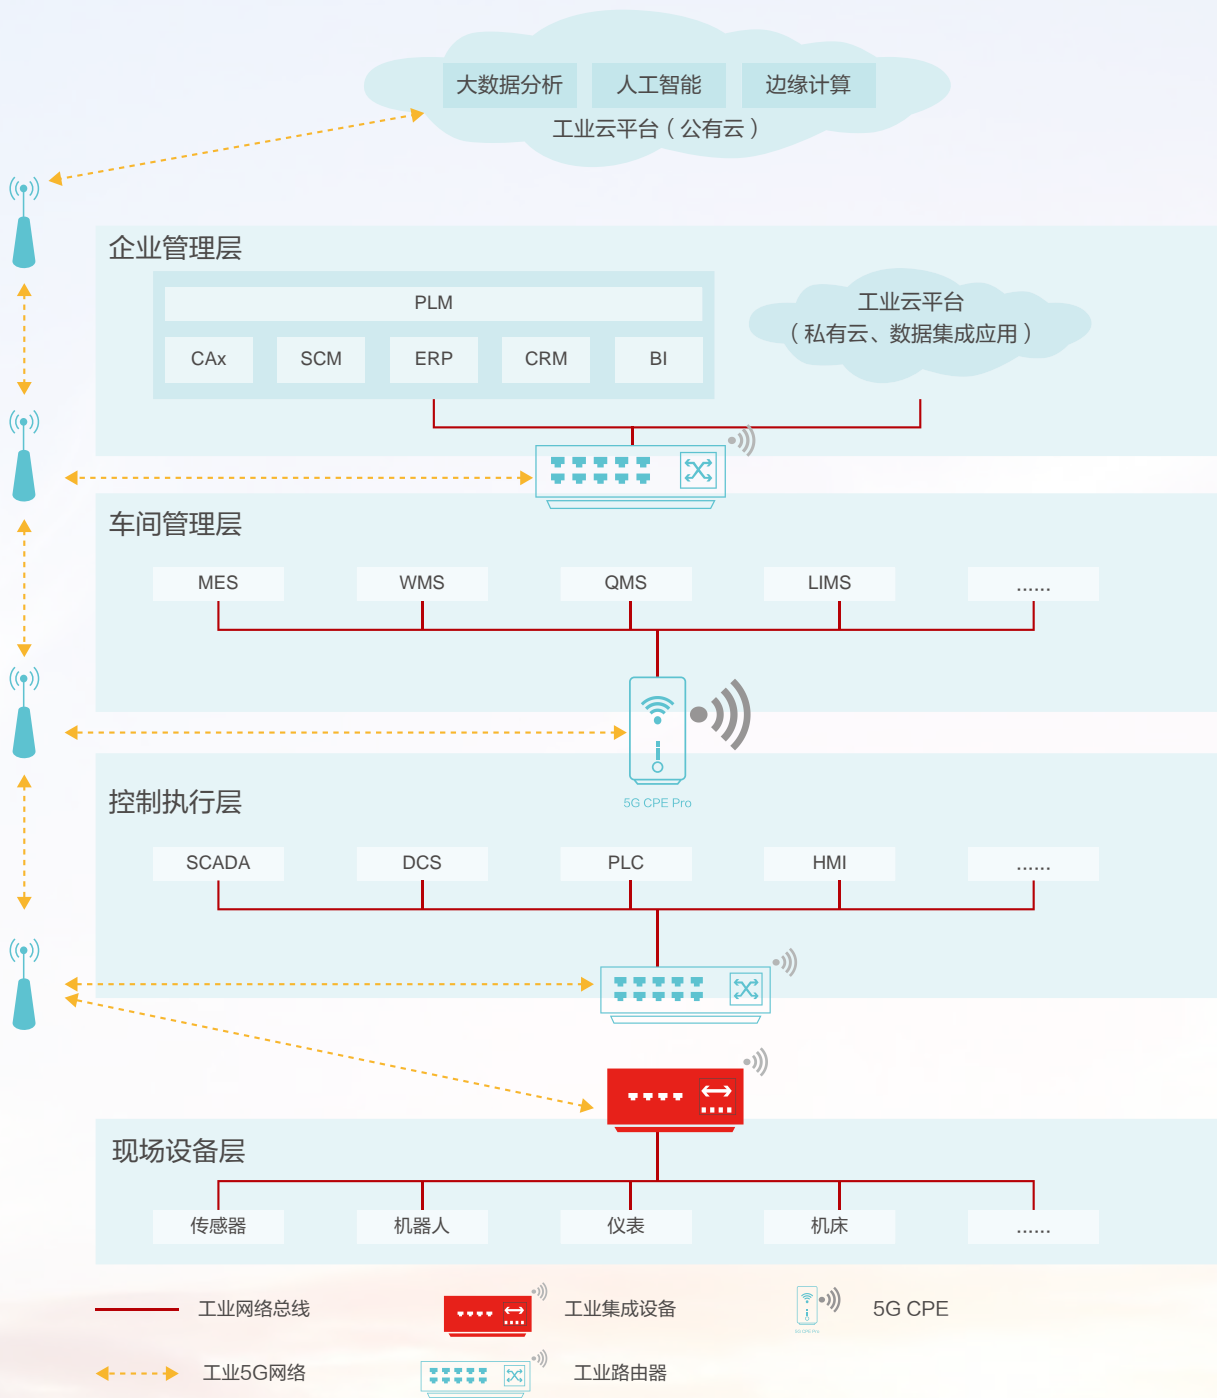 大数据分析 人工智能 边缘计算
工业云平台（公有云）
企业管理层
PLM
CAx SCM ERP CRM BI
工业云平台
（私有云、数据集成应用）
车间管理层
MES WMS QMS LIMS ......
5G CPE Pro
控制执行层
SCADA DCS PLC HMI ......
现场设备层
传感器 机器人 仪表 机床 ......
工业网络总线 工业集成设备 5G CPE Pro 5G CPE
工业5G网络 工业路由器